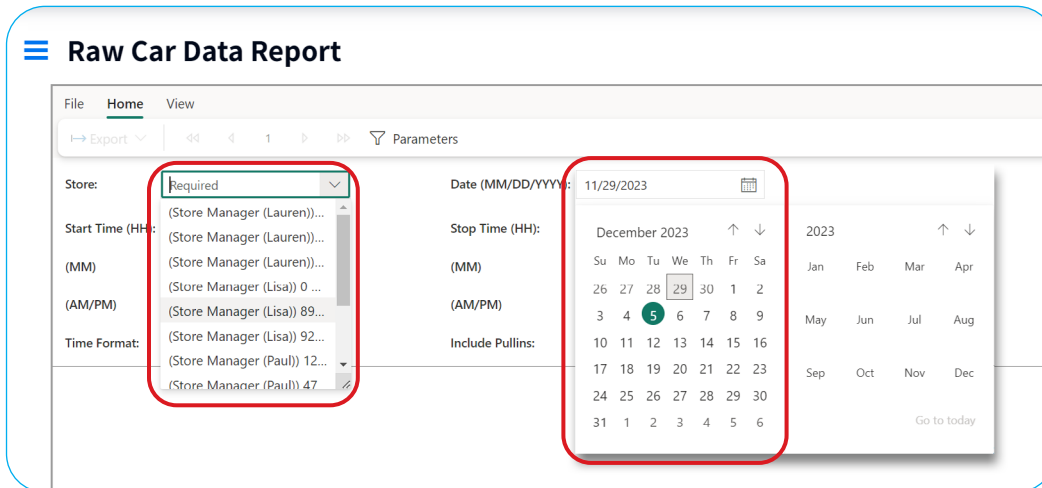 Raw Car Data Report
File Home View
Export 1 Parameters
Store: Required Date (MM/DD/YYYY): 11/29/2023
(Store Manager (Lauren))...
Start Time (HH): (Store Manager (Lauren))... Stop Time (HH):
(Store Manager (Lauren))...
(MM) (Store Manager (Lisa)) 0 ... (MM)
(AM/PM) (Store Manager (Lisa)) 89... (AM/PM)
Time Format: (Store Manager (Lisa)) 92... Include Pullins:
(Store Manager (Paul)) 12...
(Store Manager (Paul)) 47
December 2023
Su Mo Tu We Th Fr Sa
26 27 28 29 30 1 2
3 4 5 6 7 8 9
10 11 12 13 14 15 16
17 18 19 20 21 22 23
24 25 26 27 28 29 30
31 1 2 3 4 5 6
2023
Jan Feb Mar Apr
May Jun Jul Aug
Sep Oct Nov Dec
Go to today